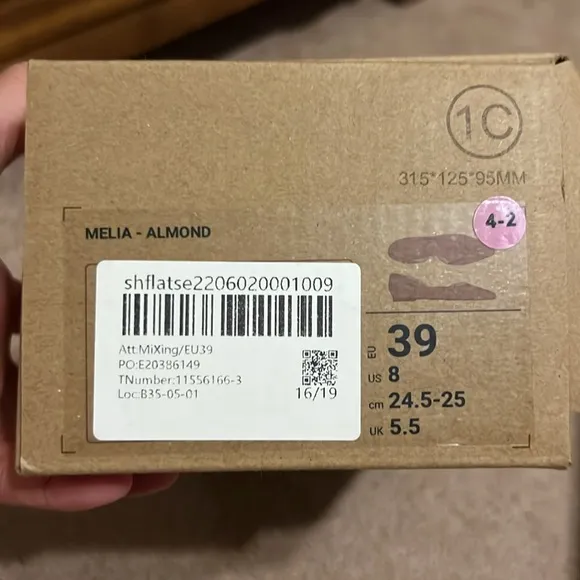 1C
315*125*95MM
4-2
MELIA - ALMOND
shflatse2206020001009
Att:MiXing/EU39
PO:E20386149
TNumber:11556166-3
Loc:B35-05-01
16/19
EU 39
US 8
cm 24.5-25
UK 5.5